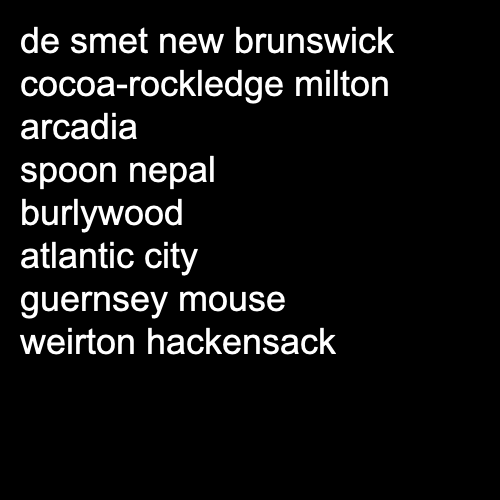 de smet new brunswick
cocoa-rockledge milton
arcadia
spoon nepal
burlywood
atlantic city
guernsey mouse
weirton hackensack